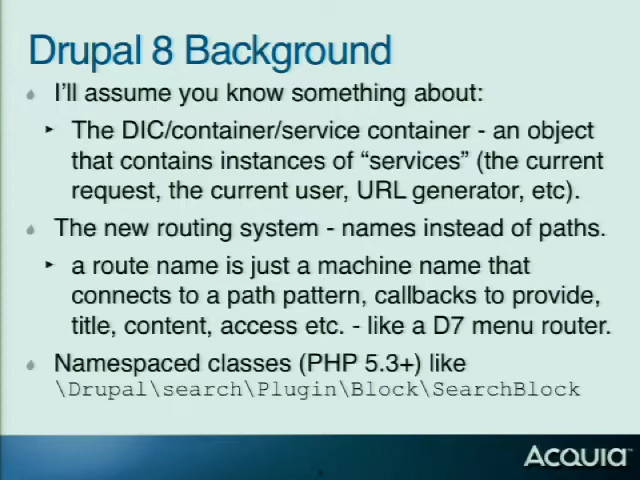 Drupal 8 Background
I'll assume you know something about:
The DIC/container/service container - an object
that contains instances of “services” (the current
request, the current user, URL generator, etc).
The new routing system - names instead of paths.
a route name is just a machine name that
connects to a path pattern, callbacks to provide,
title, content, access etc. - like a D7 menu router.
Namespaced classes (PHP 5.3+) like
\Drupal\search\Plugin\Block\SearchBlock
ACQUIA